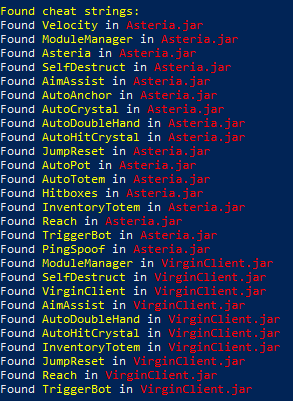 Found cheat strings:
Found Velocity in Asteria.jar
Found ModuleManager in Asteria.jar
Found Asteria in Asteria.jar
Found SelfDestruct in Asteria.jar
Found AimAssist in Asteria.jar
Found AutoAnchor in Asteria.jar
Found AutoCrystal in Asteria.jar
Found AutoDoubleHand in Asteria.jar
Found AutoHitCrystal in Asteria.jar
Found JumpReset in Asteria.jar
Found AutoPot in Asteria.jar
Found AutoTotem in Asteria.jar
Found Hitboxes in Asteria.jar
Found InventoryTotem in Asteria.jar
Found Reach in Asteria.jar
Found TriggerBot in Asteria.jar
Found PingSpoof in Asteria.jar
Found ModuleManager in VirginClient.jar
Found SelfDestruct in VirginClient.jar
Found VirginClient in VirginClient.jar
Found AimAssist in VirginClient.jar
Found AutoDoubleHand in VirginClient.jar
Found AutoHitCrystal in VirginClient.jar
Found InventoryTotem in VirginClient.jar
Found JumpReset in VirginClient.jar
Found Reach in VirginClient.jar
Found TriggerBot in VirginClient.jar